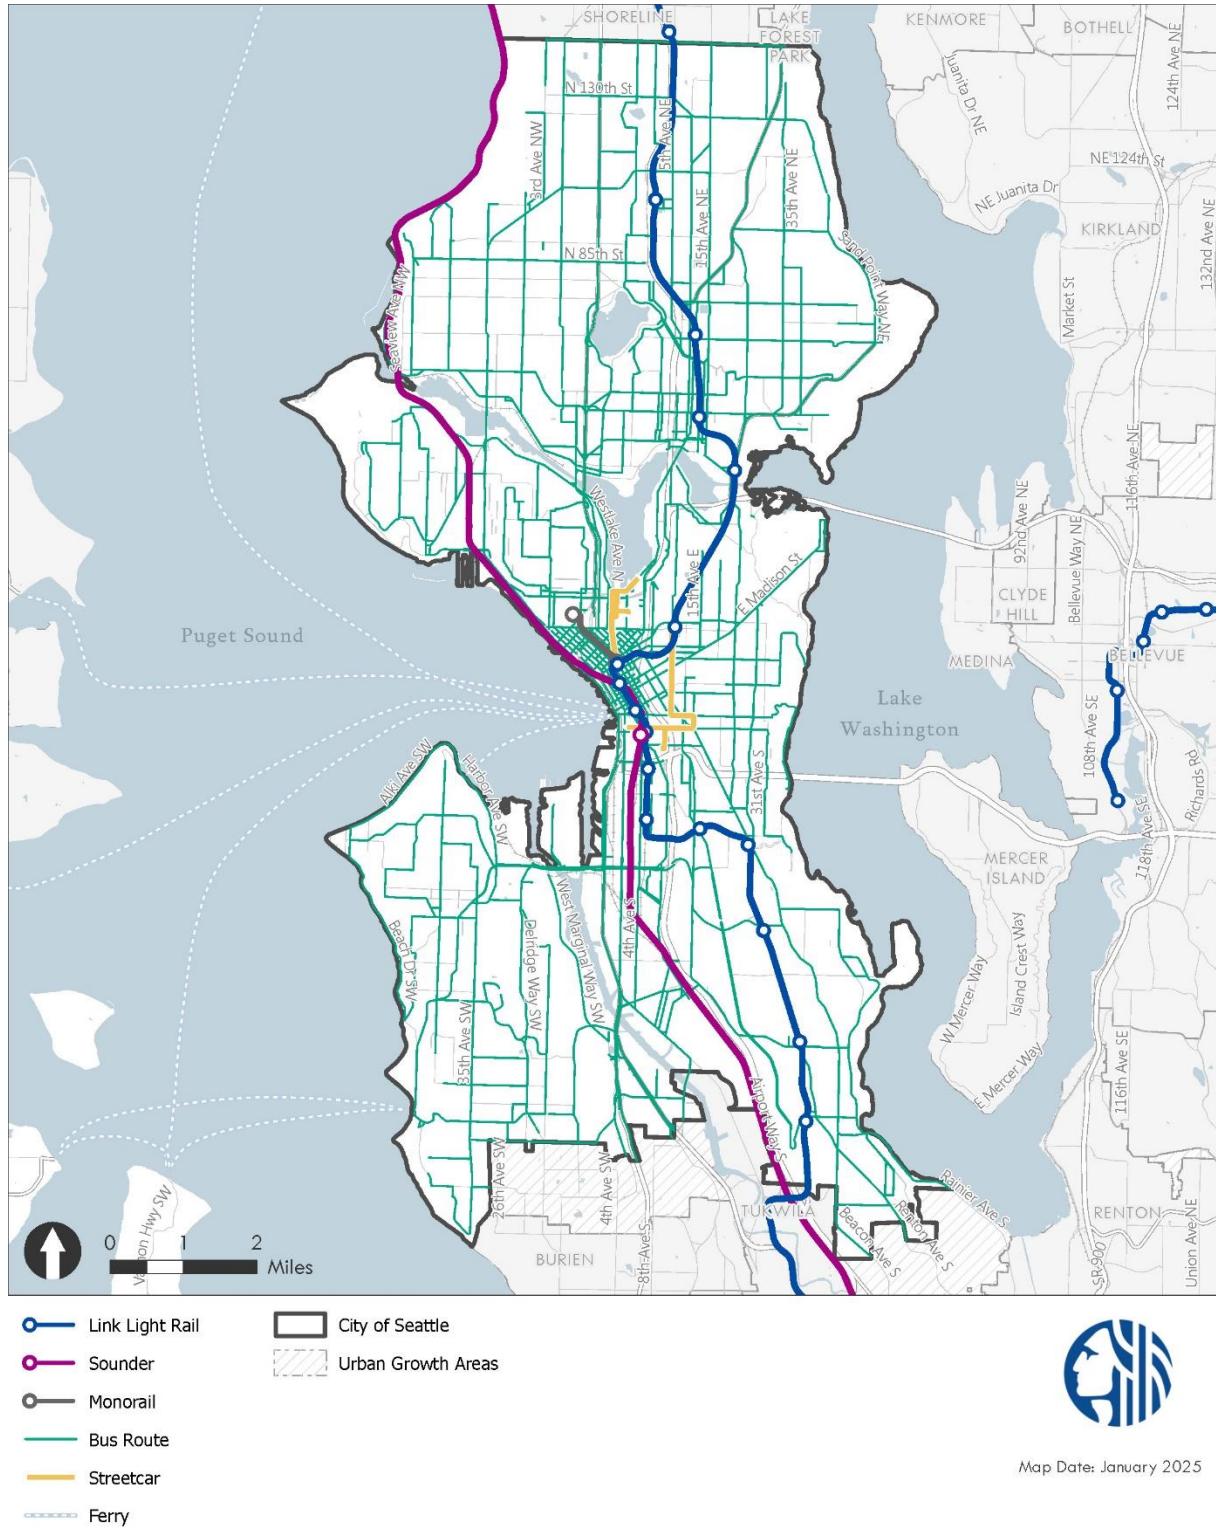 SHORELINE
LAKE
FOREST
PARK
KENMORE
BOTHELL
124th Ave NE
Juanita Dr NE
N 130th St
5th Ave NE
3rd Ave NW
15th Ave NE
35th Ave NE
NE 124th St
NE Juanita Dr
KIRKLAND
132nd Ave NE
N 85th St
Sand Point Way NE
Market St
Seaview Ave NW
116th Ave NE
Westlake Ave N
92nd Ave NE
Bellevue Way NE
15th Ave E
E Madison St
CLYDE
HILL
Puget Sound
MEDINA
BELLEVUE
Lake
Washington
108th Ave SE
Alki Ave SW
Harbor Ave SW
31st Ave S
Richards Rd
118th Ave SE
MERCER
ISLAND
West Marginal Way SW
Delridge Way SW
4th Ave S
Beach Dr SW
W Mercer Way
Island Crest Way
35th Ave SW
E Mercer Way
116th Ave SE
Airport Way S
26th Ave SW
4th Ave SW
Rainier Ave S
TUKWILA
Beacon Ave S
Renton Ave S
RENTON
Union Ave NE
SR-900
8th Ave S
BURIEN
Hwy SW
0 1 2
Miles
Link Light Rail
City of Seattle
Sounder
Urban Growth Areas
Monorail
Bus Route
Streetcar
Ferry
Map Date: January 2025